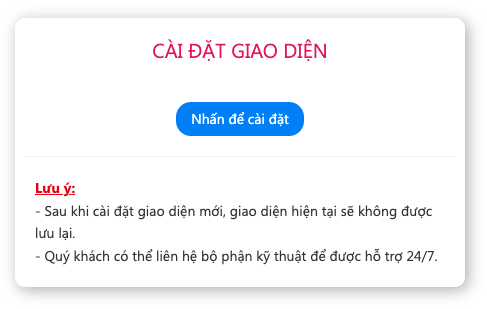 CÀI ĐẶT GIAO DIỆN
Nhấn để cài đặt
Lưu ý:
- Sau khi cài đặt giao diện mới, giao diện hiện tại sẽ không được
lưu lại.
- Quý khách có thể liên hệ bộ phận kỹ thuật để được hỗ trợ 24/7.